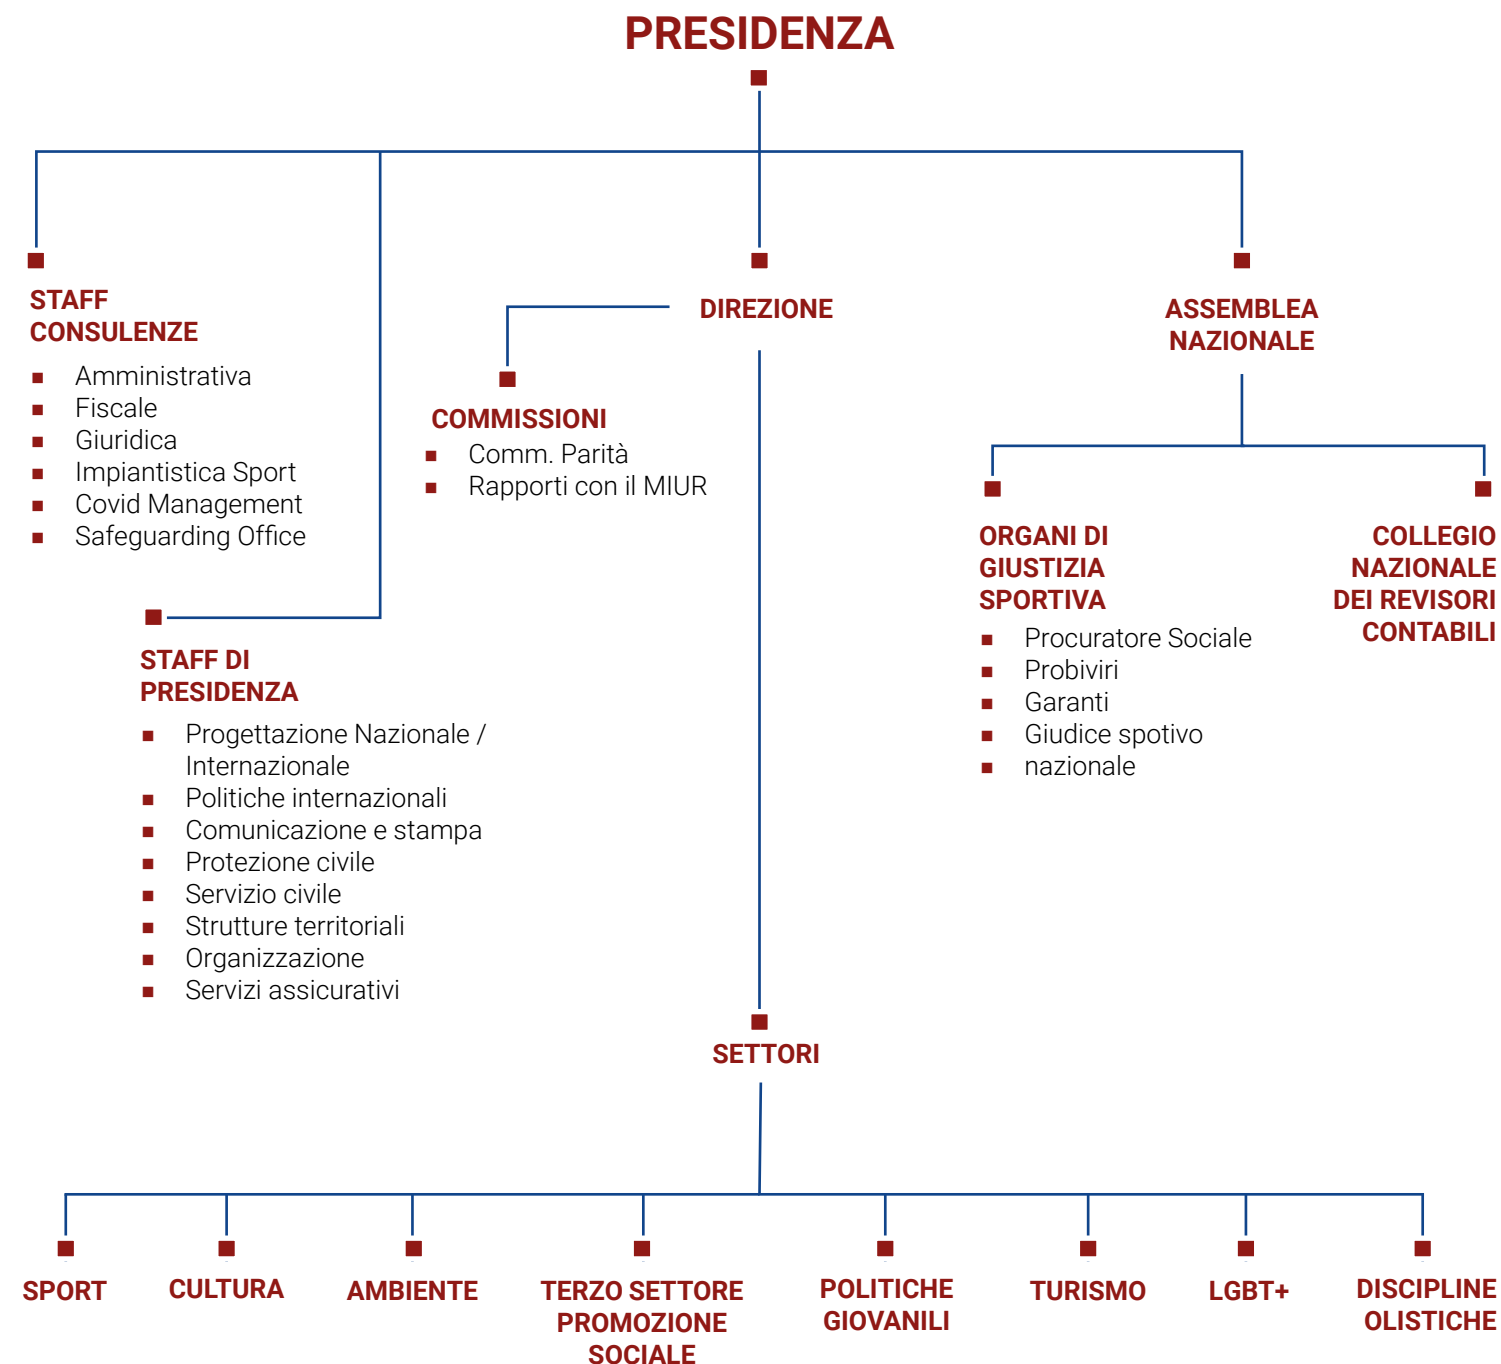 PRESIDENZA
STAFF
CONSULENZE
Amministrativa
Fiscale
Giuridica
Impiantistica Sport
Covid Management
Safeguarding Office
STAFF DI
PRESIDENZA
Progettazione Nazionale /
Internazionale
Politiche internazionali
Comunicazione e stampa
Protezione civile
Servizio civile
Strutture territoriali
Organizzazione
Servizi assicurativi
DIREZIONE
COMMISSIONI
Comm. Parità
Rapporti con il MIUR
ASSEMBLEA
NAZIONALE
ORGANI DI
GIUSTIZIA
SPORTIVA
Procuratore Sociale
Probiviri
Garanti
Giudice spotivo
nazionale
COLLEGIO
NAZIONALE
DEI REVISORI
CONTABILI
SETTORI
SPORT
CULTURA
AMBIENTE
TERZO SETTORE
PROMOZIONE
SOCIALE
POLITICHE
GIOVANILI
TURISMO
LGBT+
DISCIPLINE
OLISTICHE